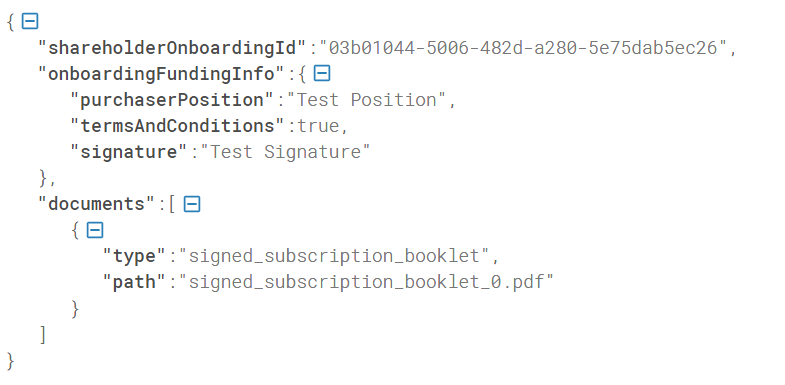 {
"shareholderOnboardingId":"03b01044-5006-482d-a280-5e75dab5ec26",
"onboardingFundingInfo":{
"purchaserPosition":"Test Position",
"termsAndConditions":true,
"signature":"Test Signature"
},
"documents":[
{
"type":"signed_subscription_booklet",
"path":"signed_subscription_booklet_0.pdf"
}
]
}